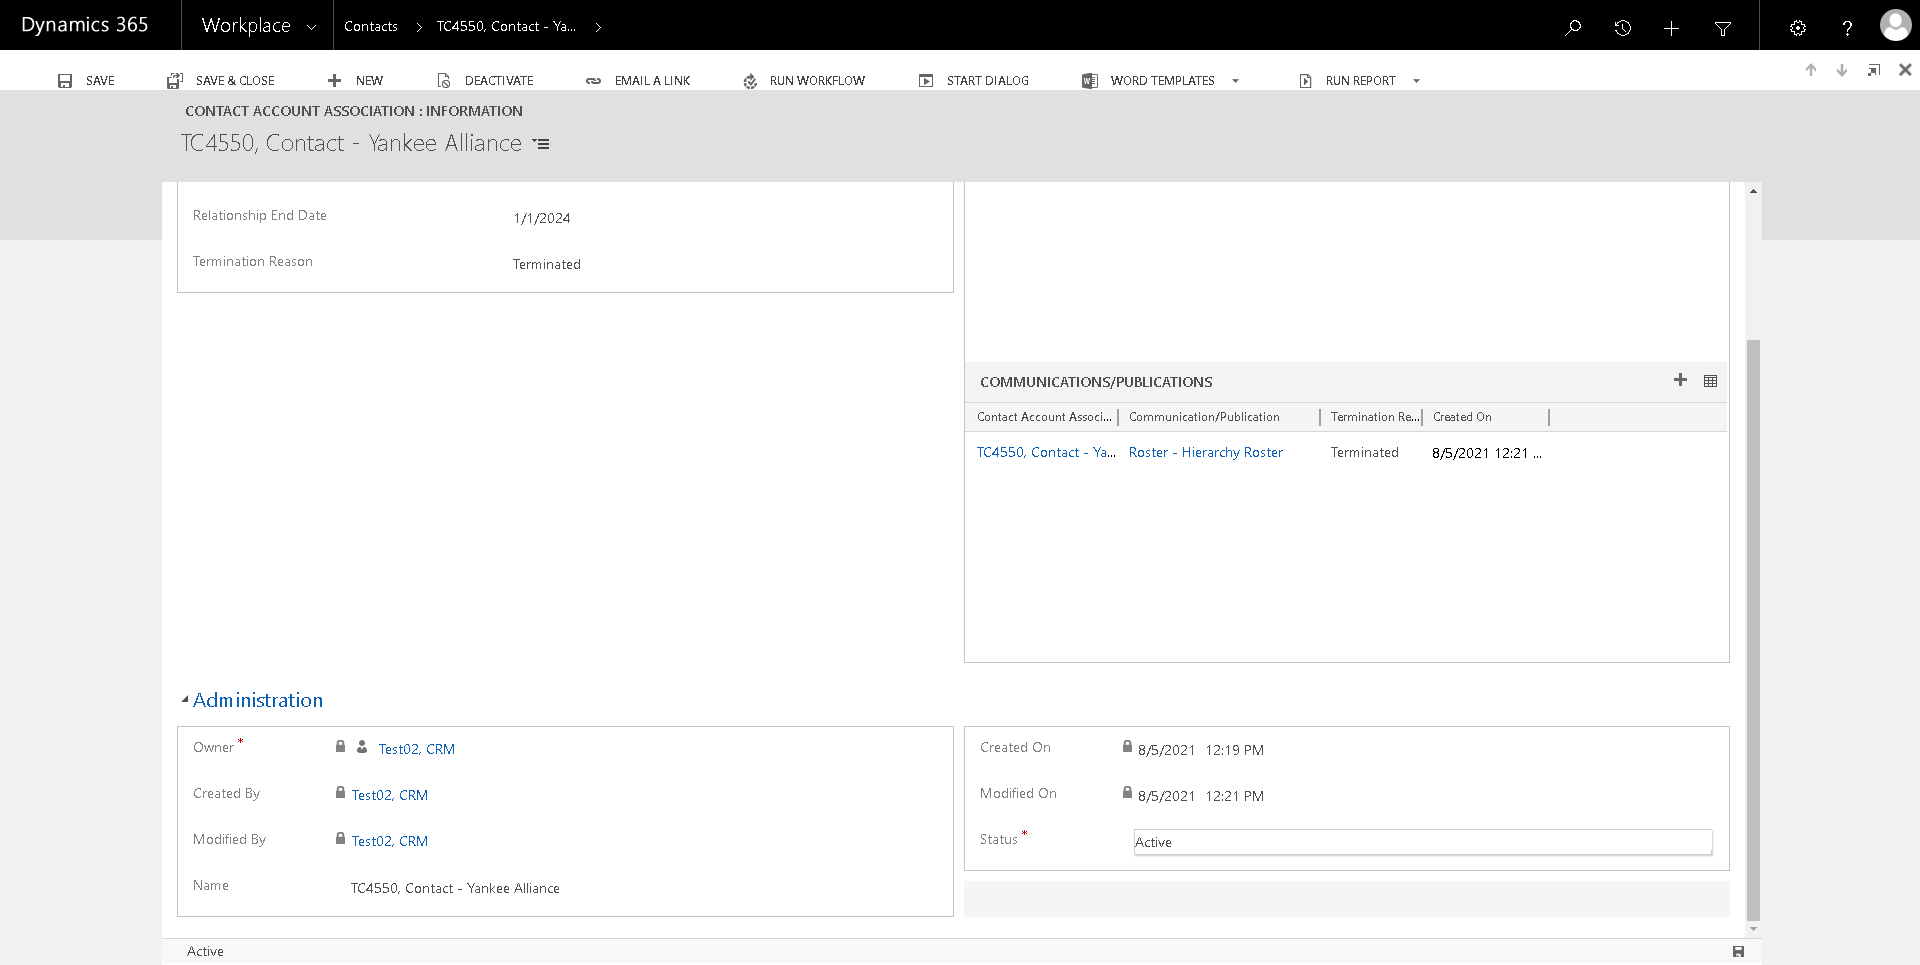 Dynamics 365
Workplace
Contacts
TC4550, Contact - Ya...
SAVE
SAVE & CLOSE
NEW
DEACTIVATE
EMAIL A LINK
RUN WORKFLOW
START DIALOG
WORD TEMPLATES
RUN REPORT
CONTACT ACCOUNT ASSOCIATION : INFORMATION
TC4550, Contact - Yankee Alliance
Relationship End Date
1/1/2024
Termination Reason
Terminated
COMMUNICATIONS/PUBLICATIONS
Contact Account Associ...
Communication/Publication
Termination Re...
Created On
TC4550, Contact - Ya...
Roster - Hierarchy Roster
Terminated
8/5/2021 12:21 ...
Administration
Owner *
Test02, CRM
Created By
Test02, CRM
Modified By
Test02, CRM
Name
TC4550, Contact - Yankee Alliance
Created On
8/5/2021 12:19 PM
Modified On
8/5/2021 12:21 PM
Status *
Active
Active